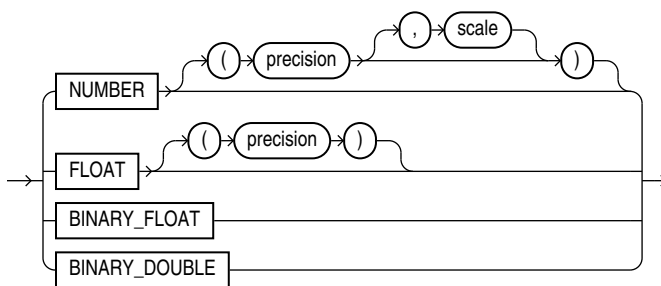 , scale
( precision )
NUMBER
( precision )
FLOAT
BINARY_FLOAT
BINARY_DOUBLE